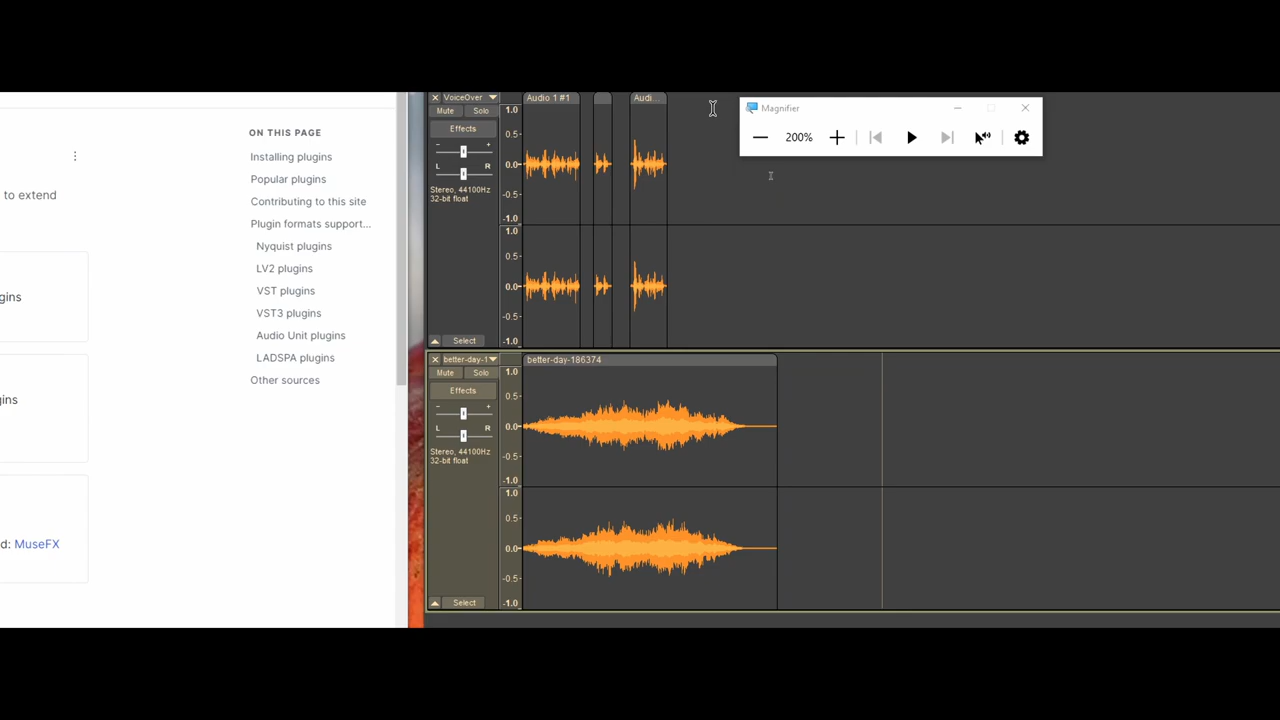 to extend
gins
gins
d: MuseFX
ON THIS PAGE
Installing plugins
Popular plugins
Contributing to this site
Plugin formats support...
Nyquist plugins
LV2 plugins
VST plugins
VST3 plugins
Audio Unit plugins
LADSPA plugins
Other sources
VoiceOver
Mute Solo
Effects
- +
L R
Stereo, 44100Hz
32-bit float
Select
1.0
0.5
0.0
-0.5
-1.0
1.0
0.5
0.0
-0.5
-1.0
Audio 1 #1
Audi...
Magnifier
200%
better-day-1
Mute Solo
Effects
- +
L R
Stereo, 44100Hz
32-bit float
Select
1.0
0.5
0.0
-0.5
-1.0
1.0
0.5
0.0
-0.5
-1.0
better-day-186374